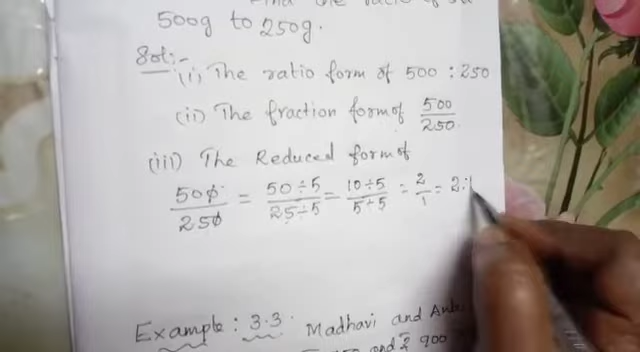 500g to 250g.
Sol:-
(i) The ratio form of 500 : 250
(ii) The fraction form of 500/250.
(iii) The Reduced form of
500/250 = 50÷5/25÷5 = 10÷5/5÷5 = 2/1 = 2:1
Example: 3.3. Madhavi and
and ₹ 900